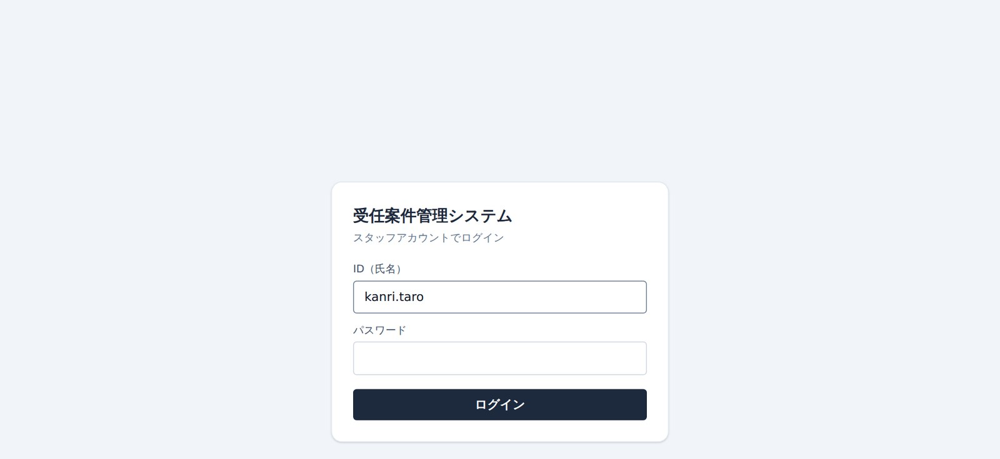 受任案件管理システム
スタッフアカウントでログイン
ID（氏名）
kanri.taro
パスワード
ログイン